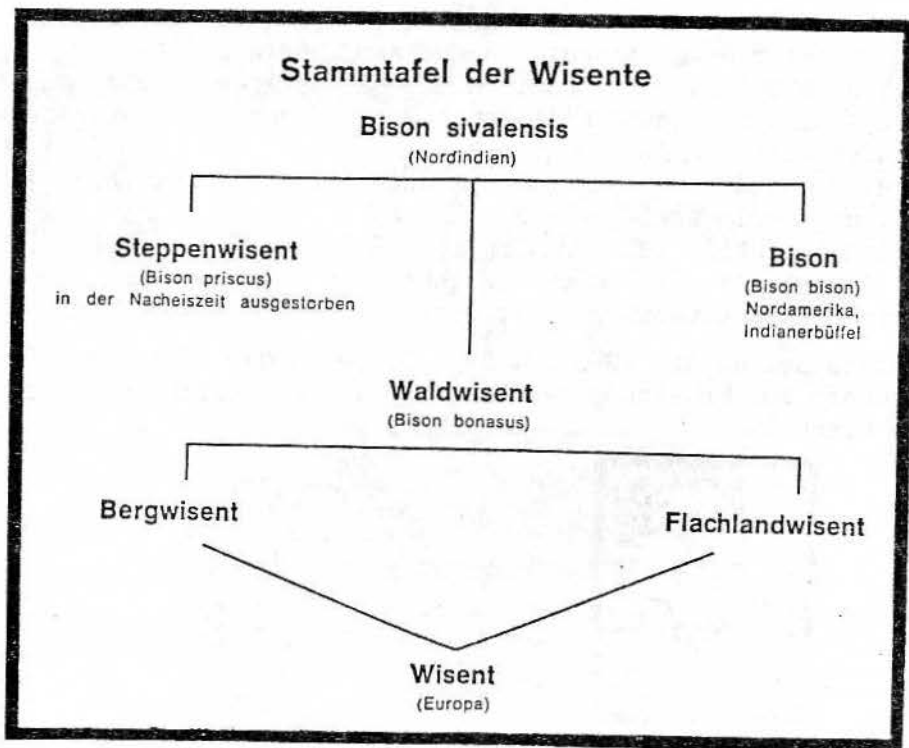 Stammtafel der Wisente
Bison sivalensis
(Nordindien)
Steppenwisent
(Bison priscus)
in der Nacheiszeit ausgestorben
Bison
(Bison bison)
Nordamerika,
Indianerbüffel
Waldwisent
(Bison bonasus)
Bergwisent
Flachlandwisent
Wisent
(Europa)